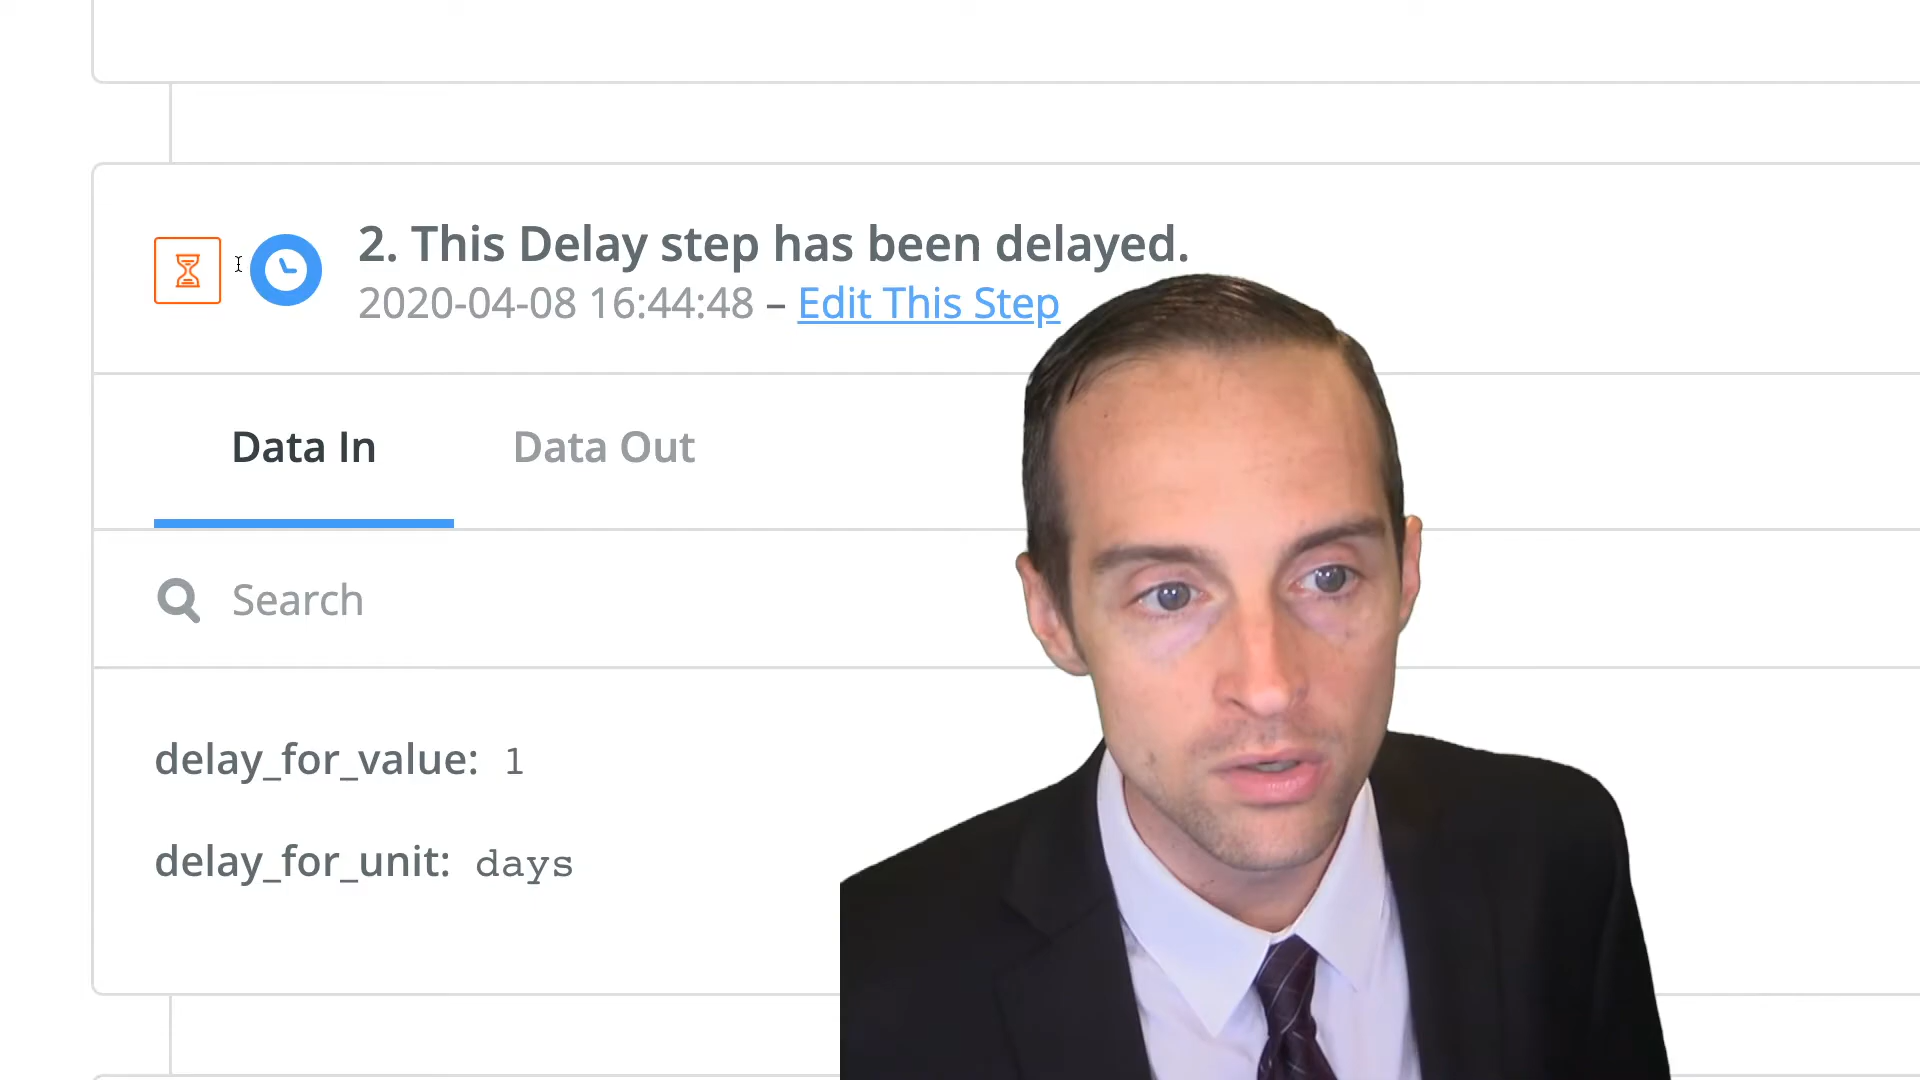 2. This Delay step has been delayed.
2020-04-08 16:44:48 – Edit This Step
Data In Data Out
Search
delay_for_value: 1
delay_for_unit: days